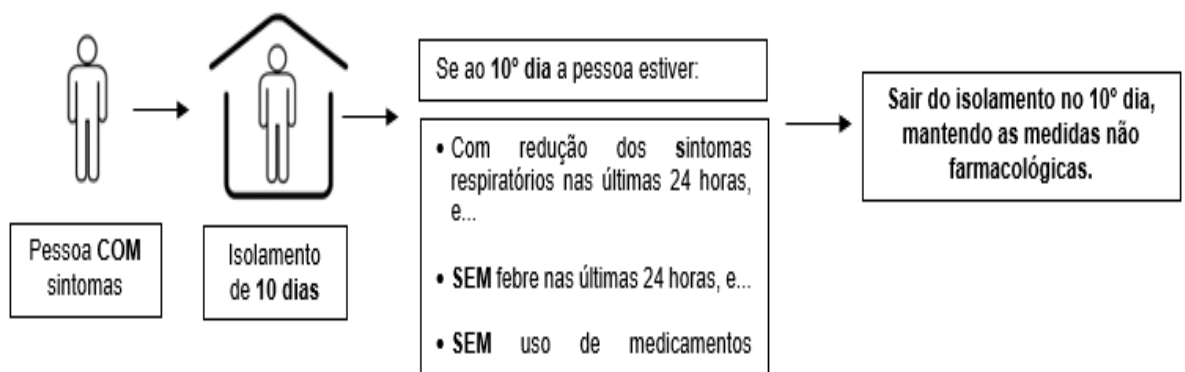 Pessoa COM
sintomas
Isolamento
de 10 dias
Se ao 10º dia a pessoa estiver:
• Com redução dos sintomas
respiratórios nas últimas 24 horas,
e...
• SEM febre nas últimas 24 horas, e...
• SEM uso de medicamentos
Sair do isolamento no 10º dia,
mantendo as medidas não
farmacológicas.